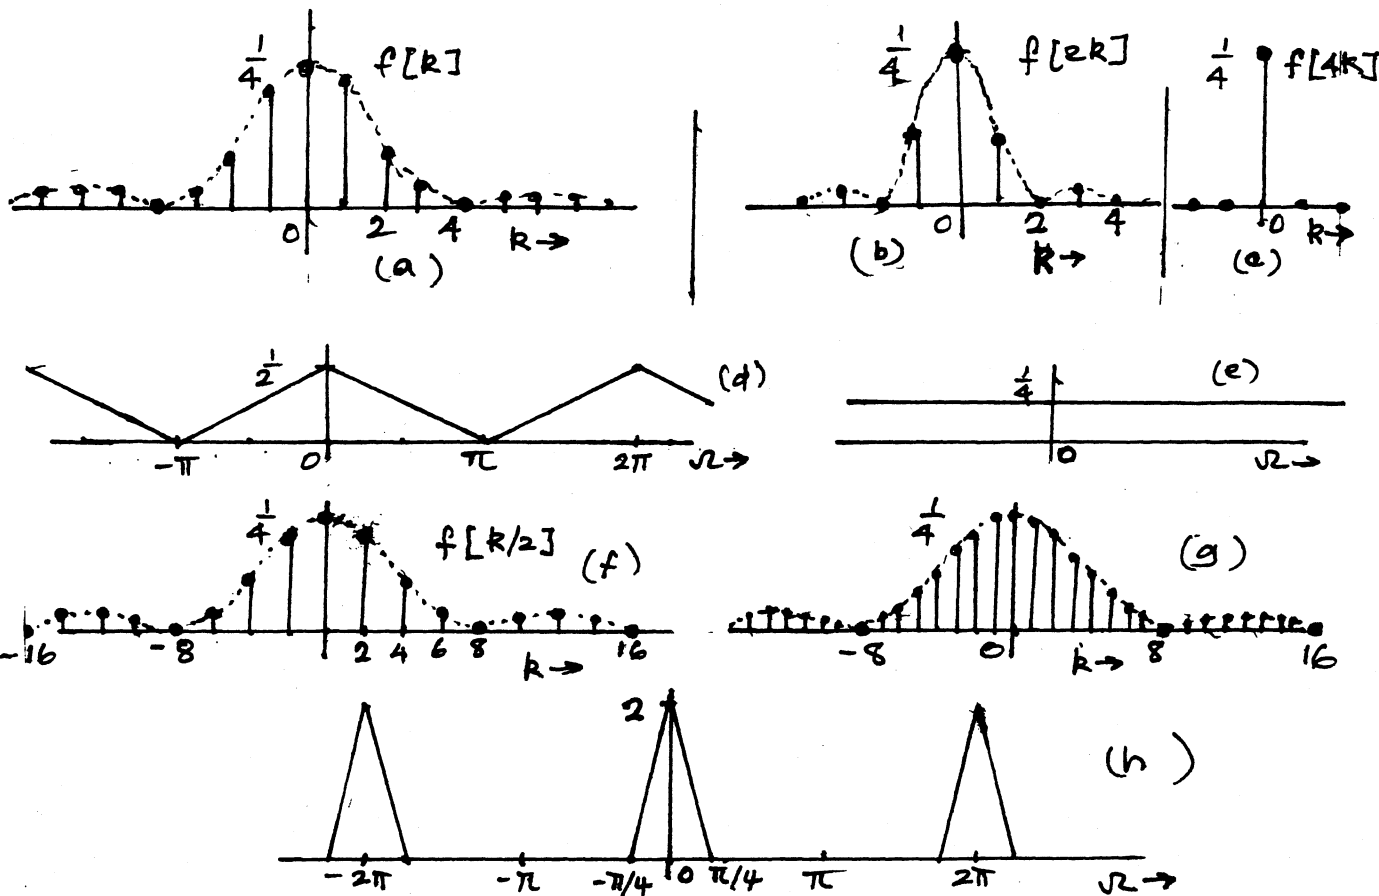 1/4 f[k]
0 2 4 k→
(a)
1/4 f[2k]
0 2 4
(b) k→
1/4 f[4k]
0 k→
(c)
1/2 (d)
-π 0 π 2π Ω→
1/4 (e)
0 Ω→
1/4 f[k/2] (f)
-16 -8 2 4 6 8 16
k→
1/4 (g)
-8 0 k→ 8 16
2 (h)
-2π -π -π/4 0 π/4 π 2π Ω→